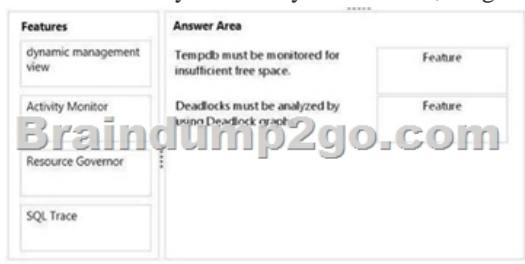 Features
dynamic management
view
Activity Monitor
Resource Governor
SQL Trace
Answer Area
Tempdb must be monitored for
insufficient free space.
Feature
Deadlocks must be analyzed by
using Deadlock graph
Feature
Braindump2go.com